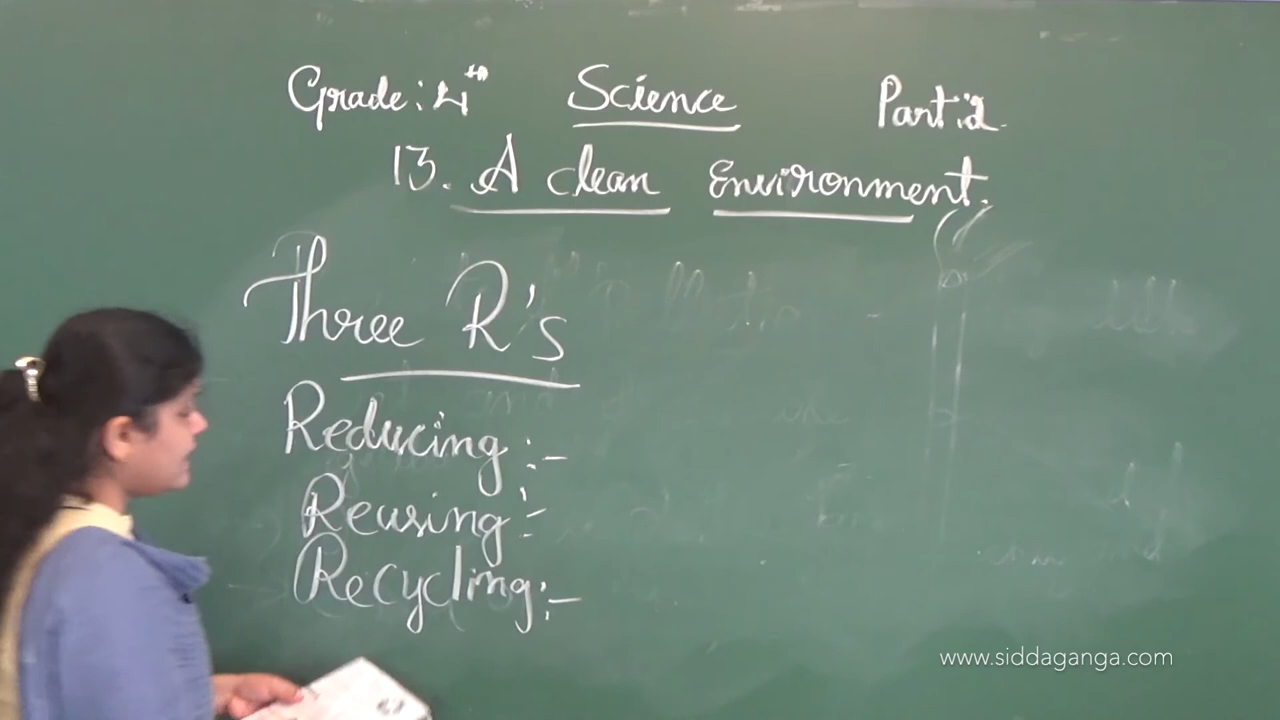 Grade: 4th Science Part: 2.
13. A clean Environment.
Three R's
Reducing :-
Reusing :-
Recycling :-
www.siddaganga.com